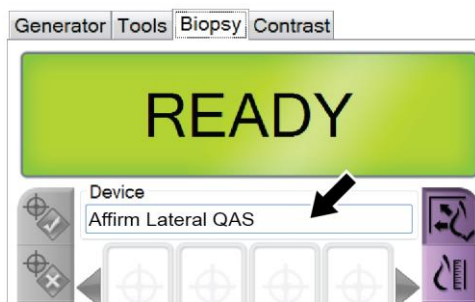 Generator Tools Biopsy Contrast
READY
Device
Affirm Lateral QAS